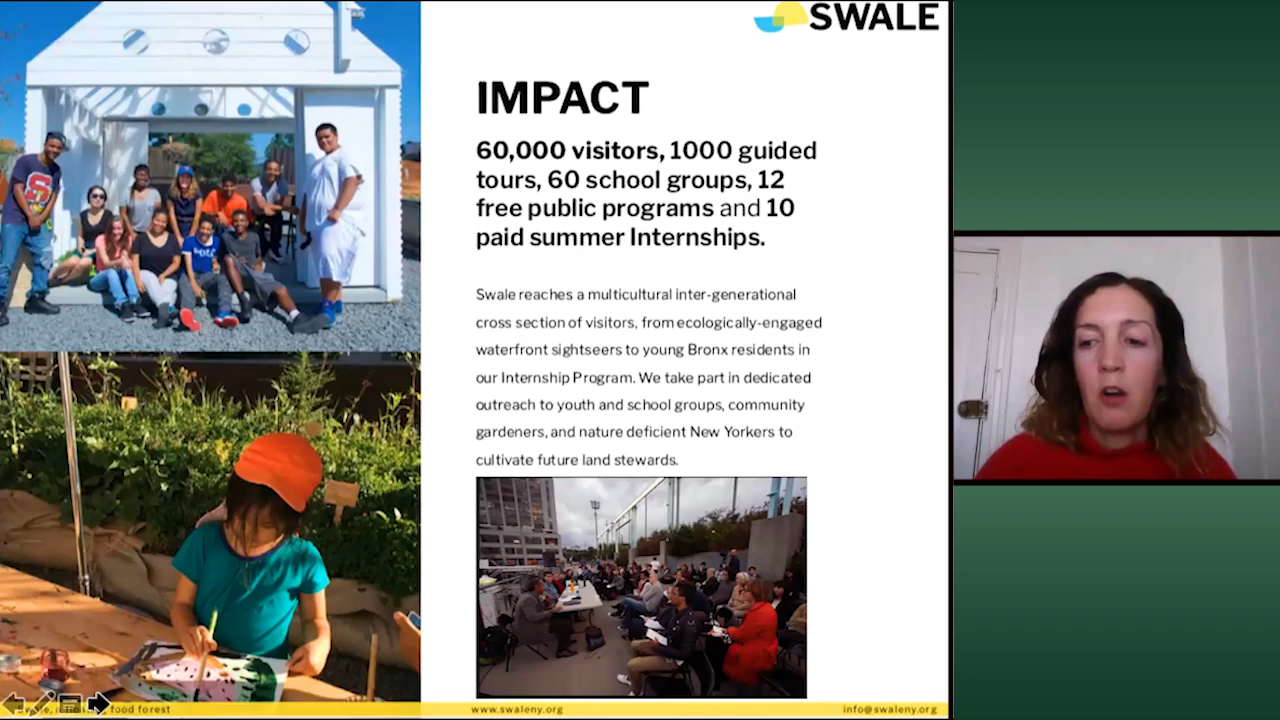 SWALE
IMPACT
60,000 visitors, 1000 guided
tours, 60 school groups, 12
free public programs and 10
paid summer Internships.
Swale reaches a multicultural inter-generational
cross section of visitors, from ecologically-engaged
waterfront sightseers to young Bronx residents in
our Internship Program. We take part in dedicated
outreach to youth and school groups, community
gardeners, and nature deficient New Yorkers to
cultivate future land stewards.
food forest
www.swaleny.org
info@swaleny.org